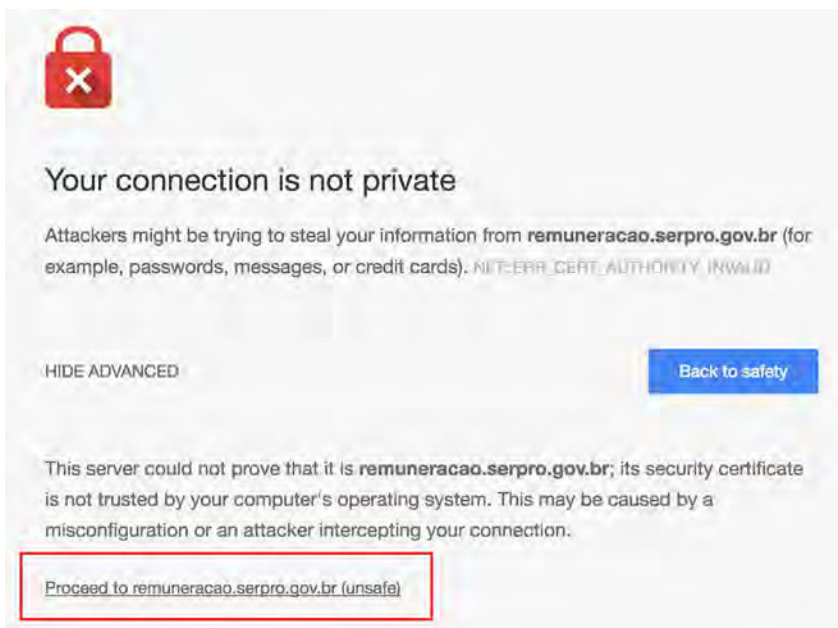 Your connection is not private
Attackers might be trying to steal your information from remuneracao.serpro.gov.br (for
example, passwords, messages, or credit cards). NET::ERR_CERT_AUTHORITY_INVALID
HIDE ADVANCED
Back to safety
This server could not prove that it is remuneracao.serpro.gov.br; its security certificate
is not trusted by your computer's operating system. This may be caused by a
misconfiguration or an attacker intercepting your connection.
Proceed to remuneracao.serpro.gov.br (unsafe)